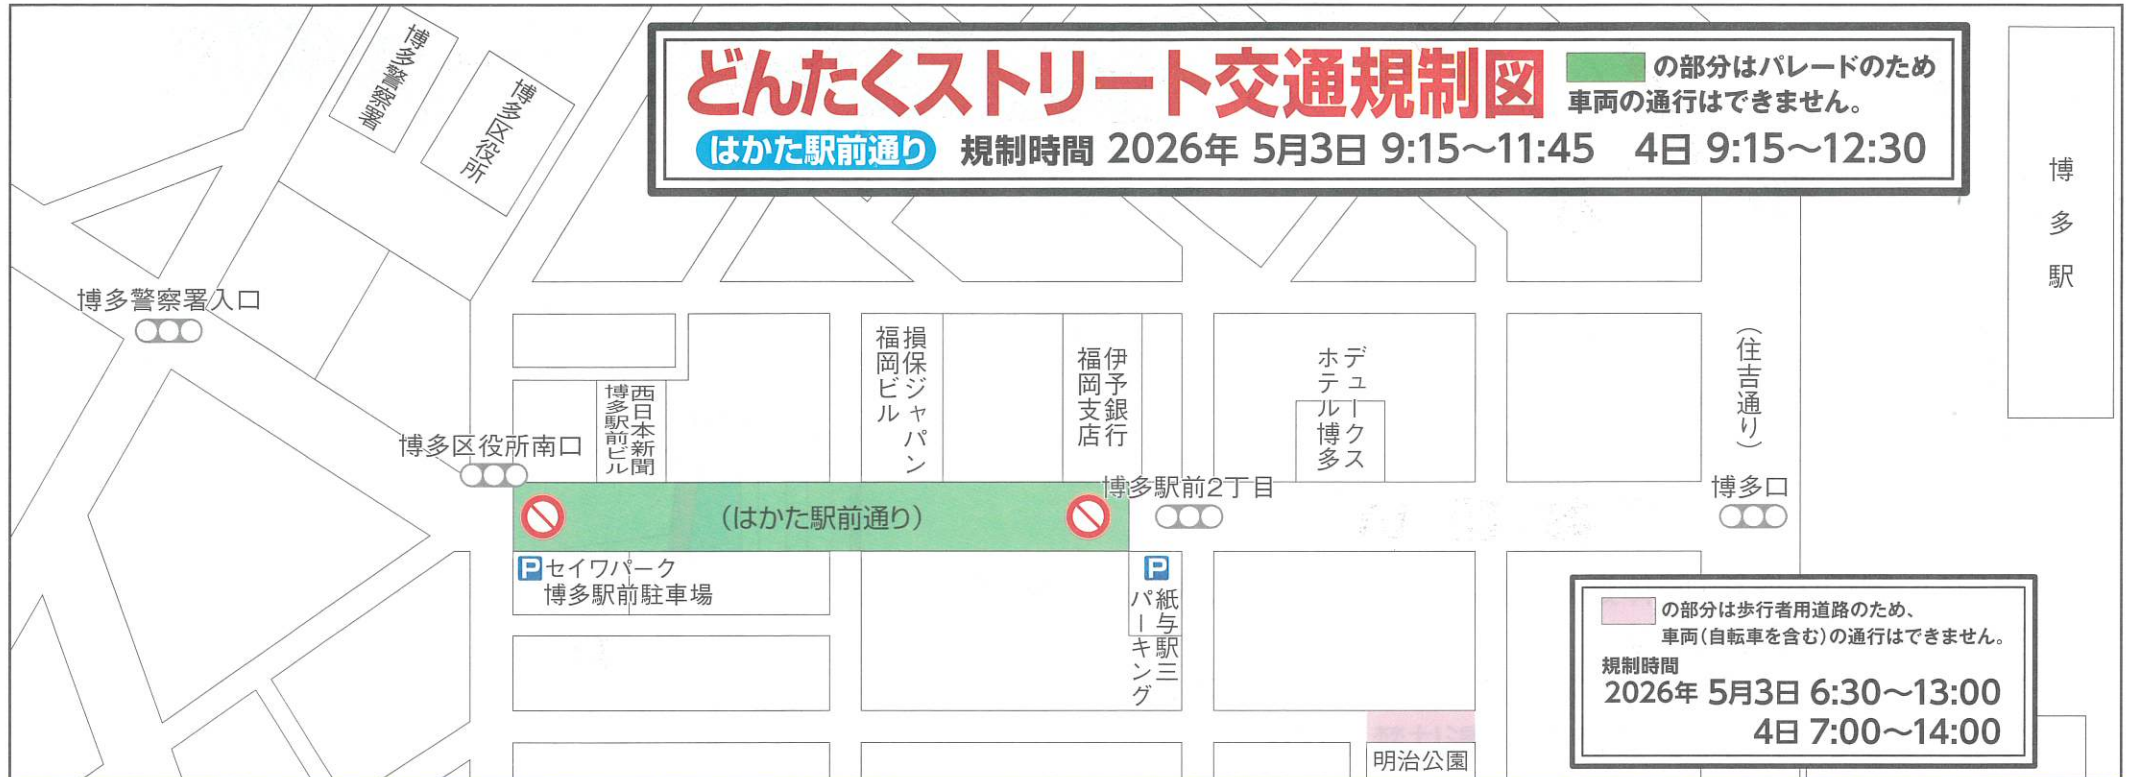 どんたくストリート交通規制図
の部分はパレードのため
車両の通行はできません。
はかた駅前通り 規制時間 2026年 5月3日 9:15～11:45 4日 9:15～12:30
博多警察署
博多区役所
博多駅
博多警察署入口
(住吉通り)
損保ジャパン
福岡ビル
伊予銀行
福岡支店
デュークス
ホテル博多
西日本新聞
博多駅前ビル
博多区役所南口
博多駅前2丁目
博多口
(はかた駅前通り)
P セイワパーク
博多駅前駐車場
P
紙与駅三
パーキング
の部分は歩行者用道路のため、
車両(自転車を含む)の通行はできません。
規制時間
2026年 5月3日 6:30～13:00
4日 7:00～14:00
明治公園